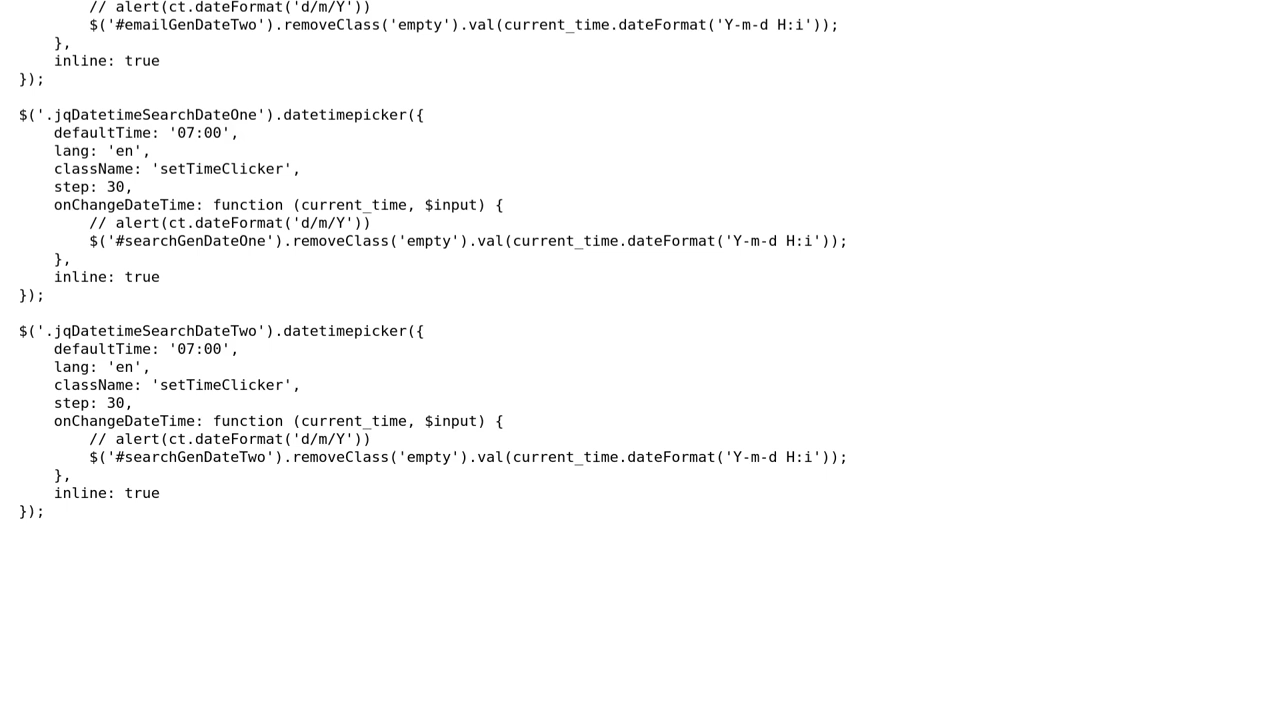 // alert(ct.dateFormat('d/m/Y'))
        $('#emailGenDateTwo').removeClass('empty').val(current_time.dateFormat('Y-m-d H:i'));
    },
    inline: true
});

$('.jqDatetimeSearchDateOne').datetimepicker({
    defaultTime: '07:00',
    lang: 'en',
    className: 'setTimeClicker',
    step: 30,
    onChangeDateTime: function (current_time, $input) {
        // alert(ct.dateFormat('d/m/Y'))
        $('#searchGenDateOne').removeClass('empty').val(current_time.dateFormat('Y-m-d H:i'));
    },
    inline: true
});

$('.jqDatetimeSearchDateTwo').datetimepicker({
    defaultTime: '07:00',
    lang: 'en',
    className: 'setTimeClicker',
    step: 30,
    onChangeDateTime: function (current_time, $input) {
        // alert(ct.dateFormat('d/m/Y'))
        $('#searchGenDateTwo').removeClass('empty').val(current_time.dateFormat('Y-m-d H:i'));
    },
    inline: true
});